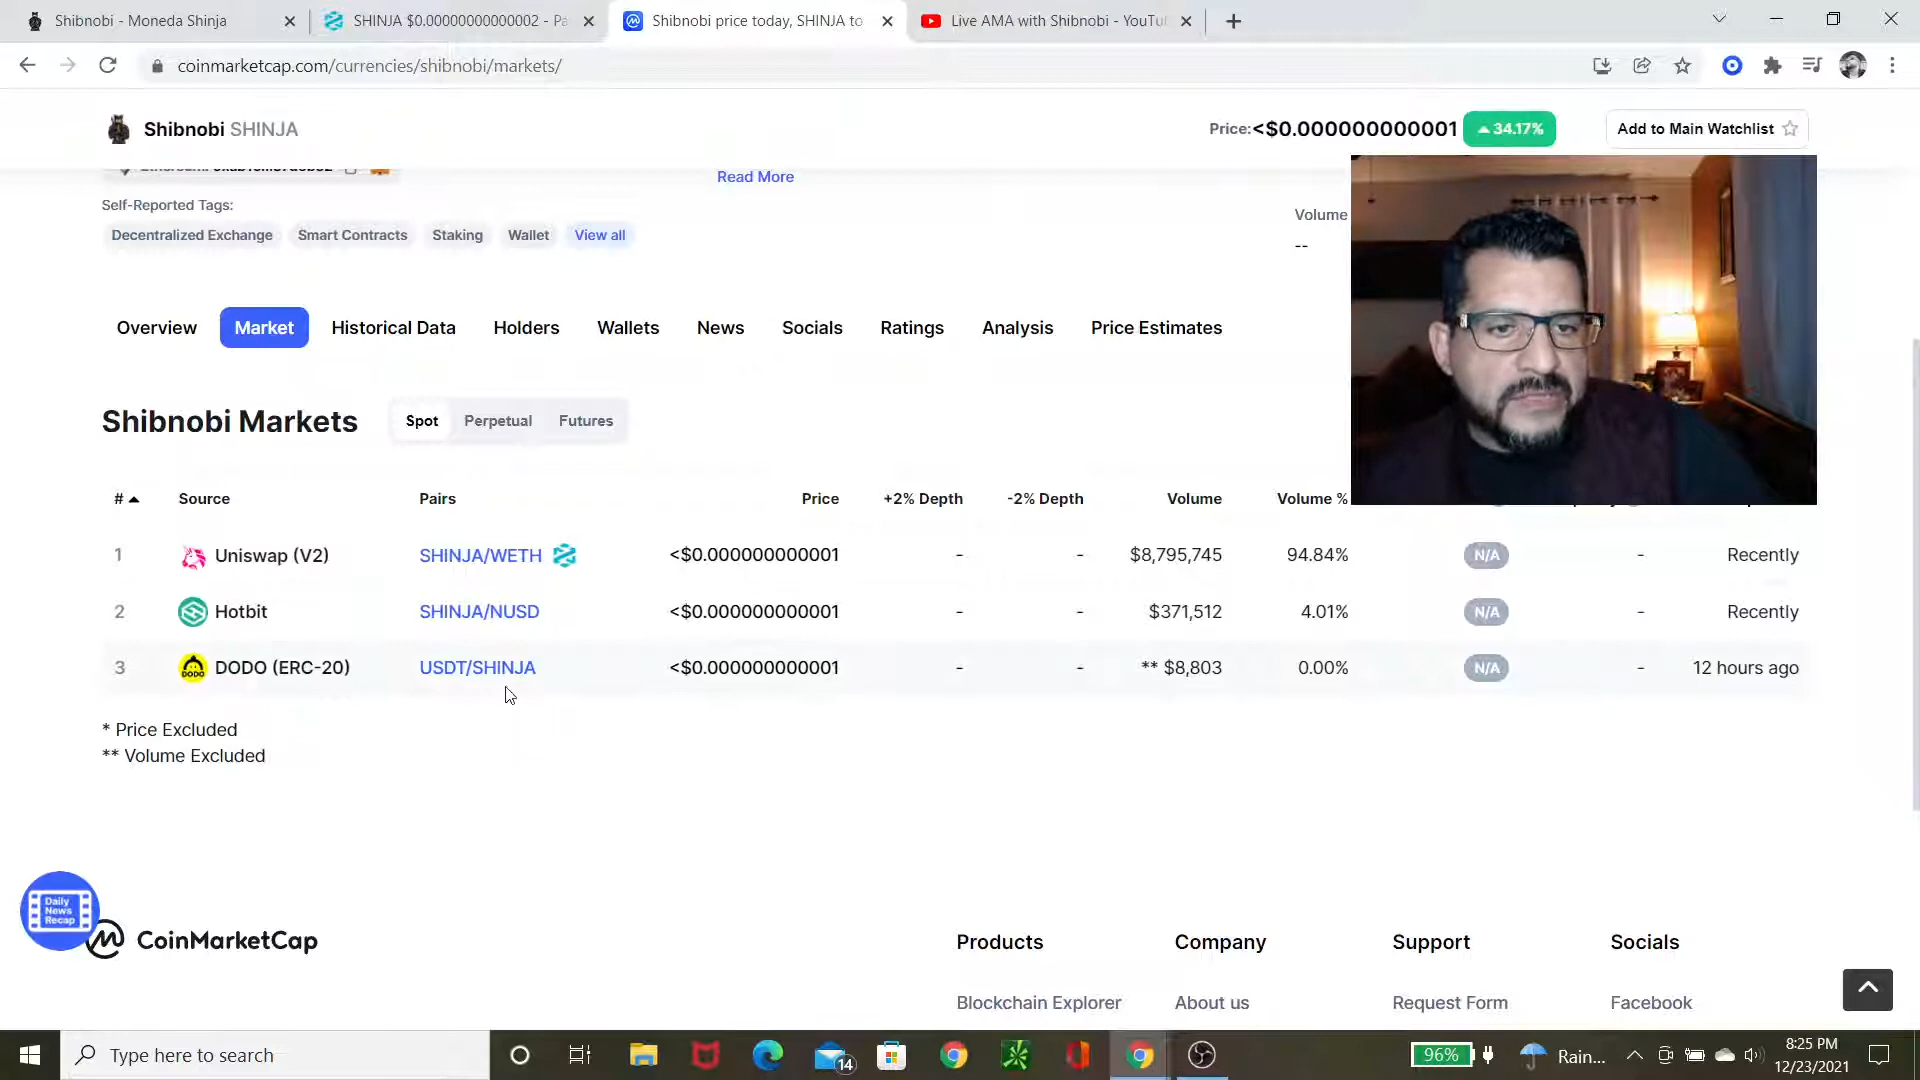 Shibnobi - Moneda Shinja
SHINJA $0.00000000000002 - Pa
Shibnobi price today, SHINJA to
Live AMA with Shibnobi - YouTu
coinmarketcap.com/currencies/shibnobi/markets/
Shibnobi SHINJA
Price:<$0.000000000001
34.17%
Add to Main Watchlist
Read More
Self-Reported Tags:
Volume
Decentralized Exchange Smart Contracts Staking Wallet View all
--
Overview Market Historical Data Holders Wallets News Socials Ratings Analysis Price Estimates
Shibnobi Markets
Spot Perpetual Futures
# Source Pairs Price +2% Depth -2% Depth Volume Volume %
1 Uniswap (V2) SHINJA/WETH <$0.000000000001 - - $8,795,745 94.84% N/A - Recently
2 Hotbit SHINJA/NUSD <$0.000000000001 - - $371,512 4.01% N/A - Recently
3 DODO (ERC-20) USDT/SHINJA <$0.000000000001 - - ** $8,803 0.00% N/A - 12 hours ago
* Price Excluded
** Volume Excluded
Daily
News
Recap
CoinMarketCap
Products Company Support Socials
Blockchain Explorer About us Request Form Facebook
Type here to search
14
96%
Rain...
8:25 PM
12/23/2021